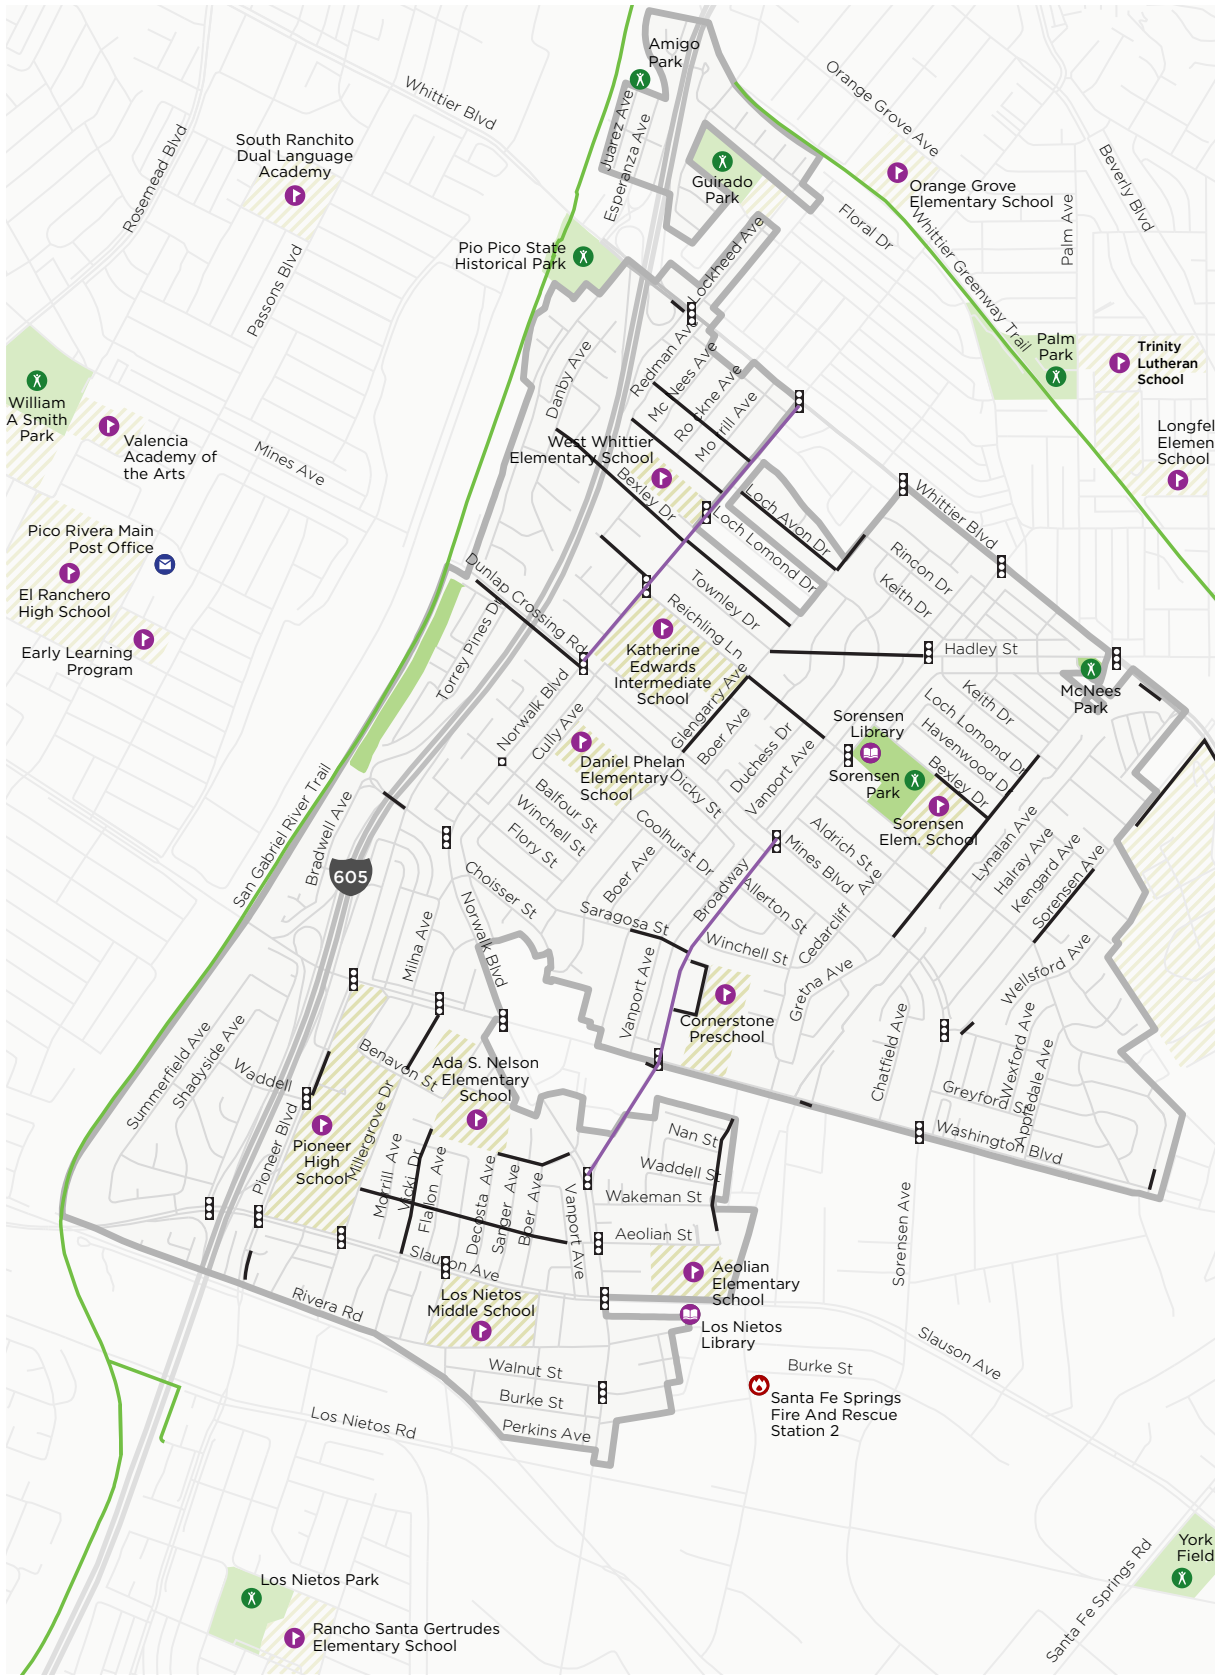 Amigo
Park
Whittier Blvd
Orange Grove Ave
Juarez Ave
Esperanza Ave
Rosemead Blvd
South Ranchito
Dual Language
Academy
Guirado
Park
Orange Grove
Elementary School
Beverly Blvd
Palm Ave
Floral Dr
Whittier Greenway Trail
Pio Pico State
Historical Park
Lockheed Ave
Passons Blvd
Palm
Park
Trinity
Lutheran
School
Redman Ave
Danby Ave
McNees Ave
Rockne Ave
Morrill Ave
William
A Smith
Park
Valencia
Academy of
the Arts
Mines Ave
West Whittier
Elementary School
Longfel
Elemen
School
Bexley Dr
Loch Avon Dr
Loch Lomond Dr
Whittier Blvd
Rincon Dr
Keith Dr
Pico Rivera Main
Post Office
El Ranchero
High School
Early Learning
Program
Dunlap Crossing Rd
Torrey Pines Dr
Townley Dr
Reichling Ln
Katherine
Edwards
Intermediate
School
Hadley St
McNees
Park
Norwalk Blvd
Cully Ave
Glengarry Ave
Boer Ave
Duchess Dr
Vanport Ave
Sorensen
Library
Sorensen
Park
Keith Dr
Loch Lomond Dr
Havenwood Dr
Bexley Dr
Sorensen
Elem. School
Daniel Phelan
Elementary
School
Dicky St
Balfour St
Winchell St
Flory St
Coolhurst Dr
Boer Ave
San Gabriel River Trail
Bradwell Ave
605
Choisser St
Saragosa St
Broadway
Mines Blvd
Aldrich St
Allerton St
Cedarcliff Ave
Lynalan Ave
Halray Ave
Kengard Ave
Sorensen Ave
Norwalk Blvd
Milna Ave
Winchell St
Vanport Ave
Gretna Ave
Wellsford Ave
Cornerstone
Preschool
Chatfield Ave
Wexford Ave
Appledale Ave
Greyford St
Washington Blvd
Summerfield Ave
Shadyside Ave
Waddell
Benavon St
Ada S. Nelson
Elementary
School
Pioneer Blvd
Pioneer
High
School
Millergrove Dr
Morrill Ave
Vicki Dr
Flallon Ave
Decosta Ave
Sanger Ave
Boer Ave
Vanport Ave
Nan St
Waddell St
Wakeman St
Aeolian St
Sorensen Ave
Slauson Ave
Rivera Rd
Los Nietos
Middle School
Aeolian
Elementary
School
Los Nietos
Library
Slauson Ave
Walnut St
Burke St
Perkins Ave
Burke St
Santa Fe Springs
Fire And Rescue
Station 2
Los Nietos Rd
Los Nietos Park
Rancho Santa Gertrudes
Elementary School
Santa Fe Springs Rd
York
Field